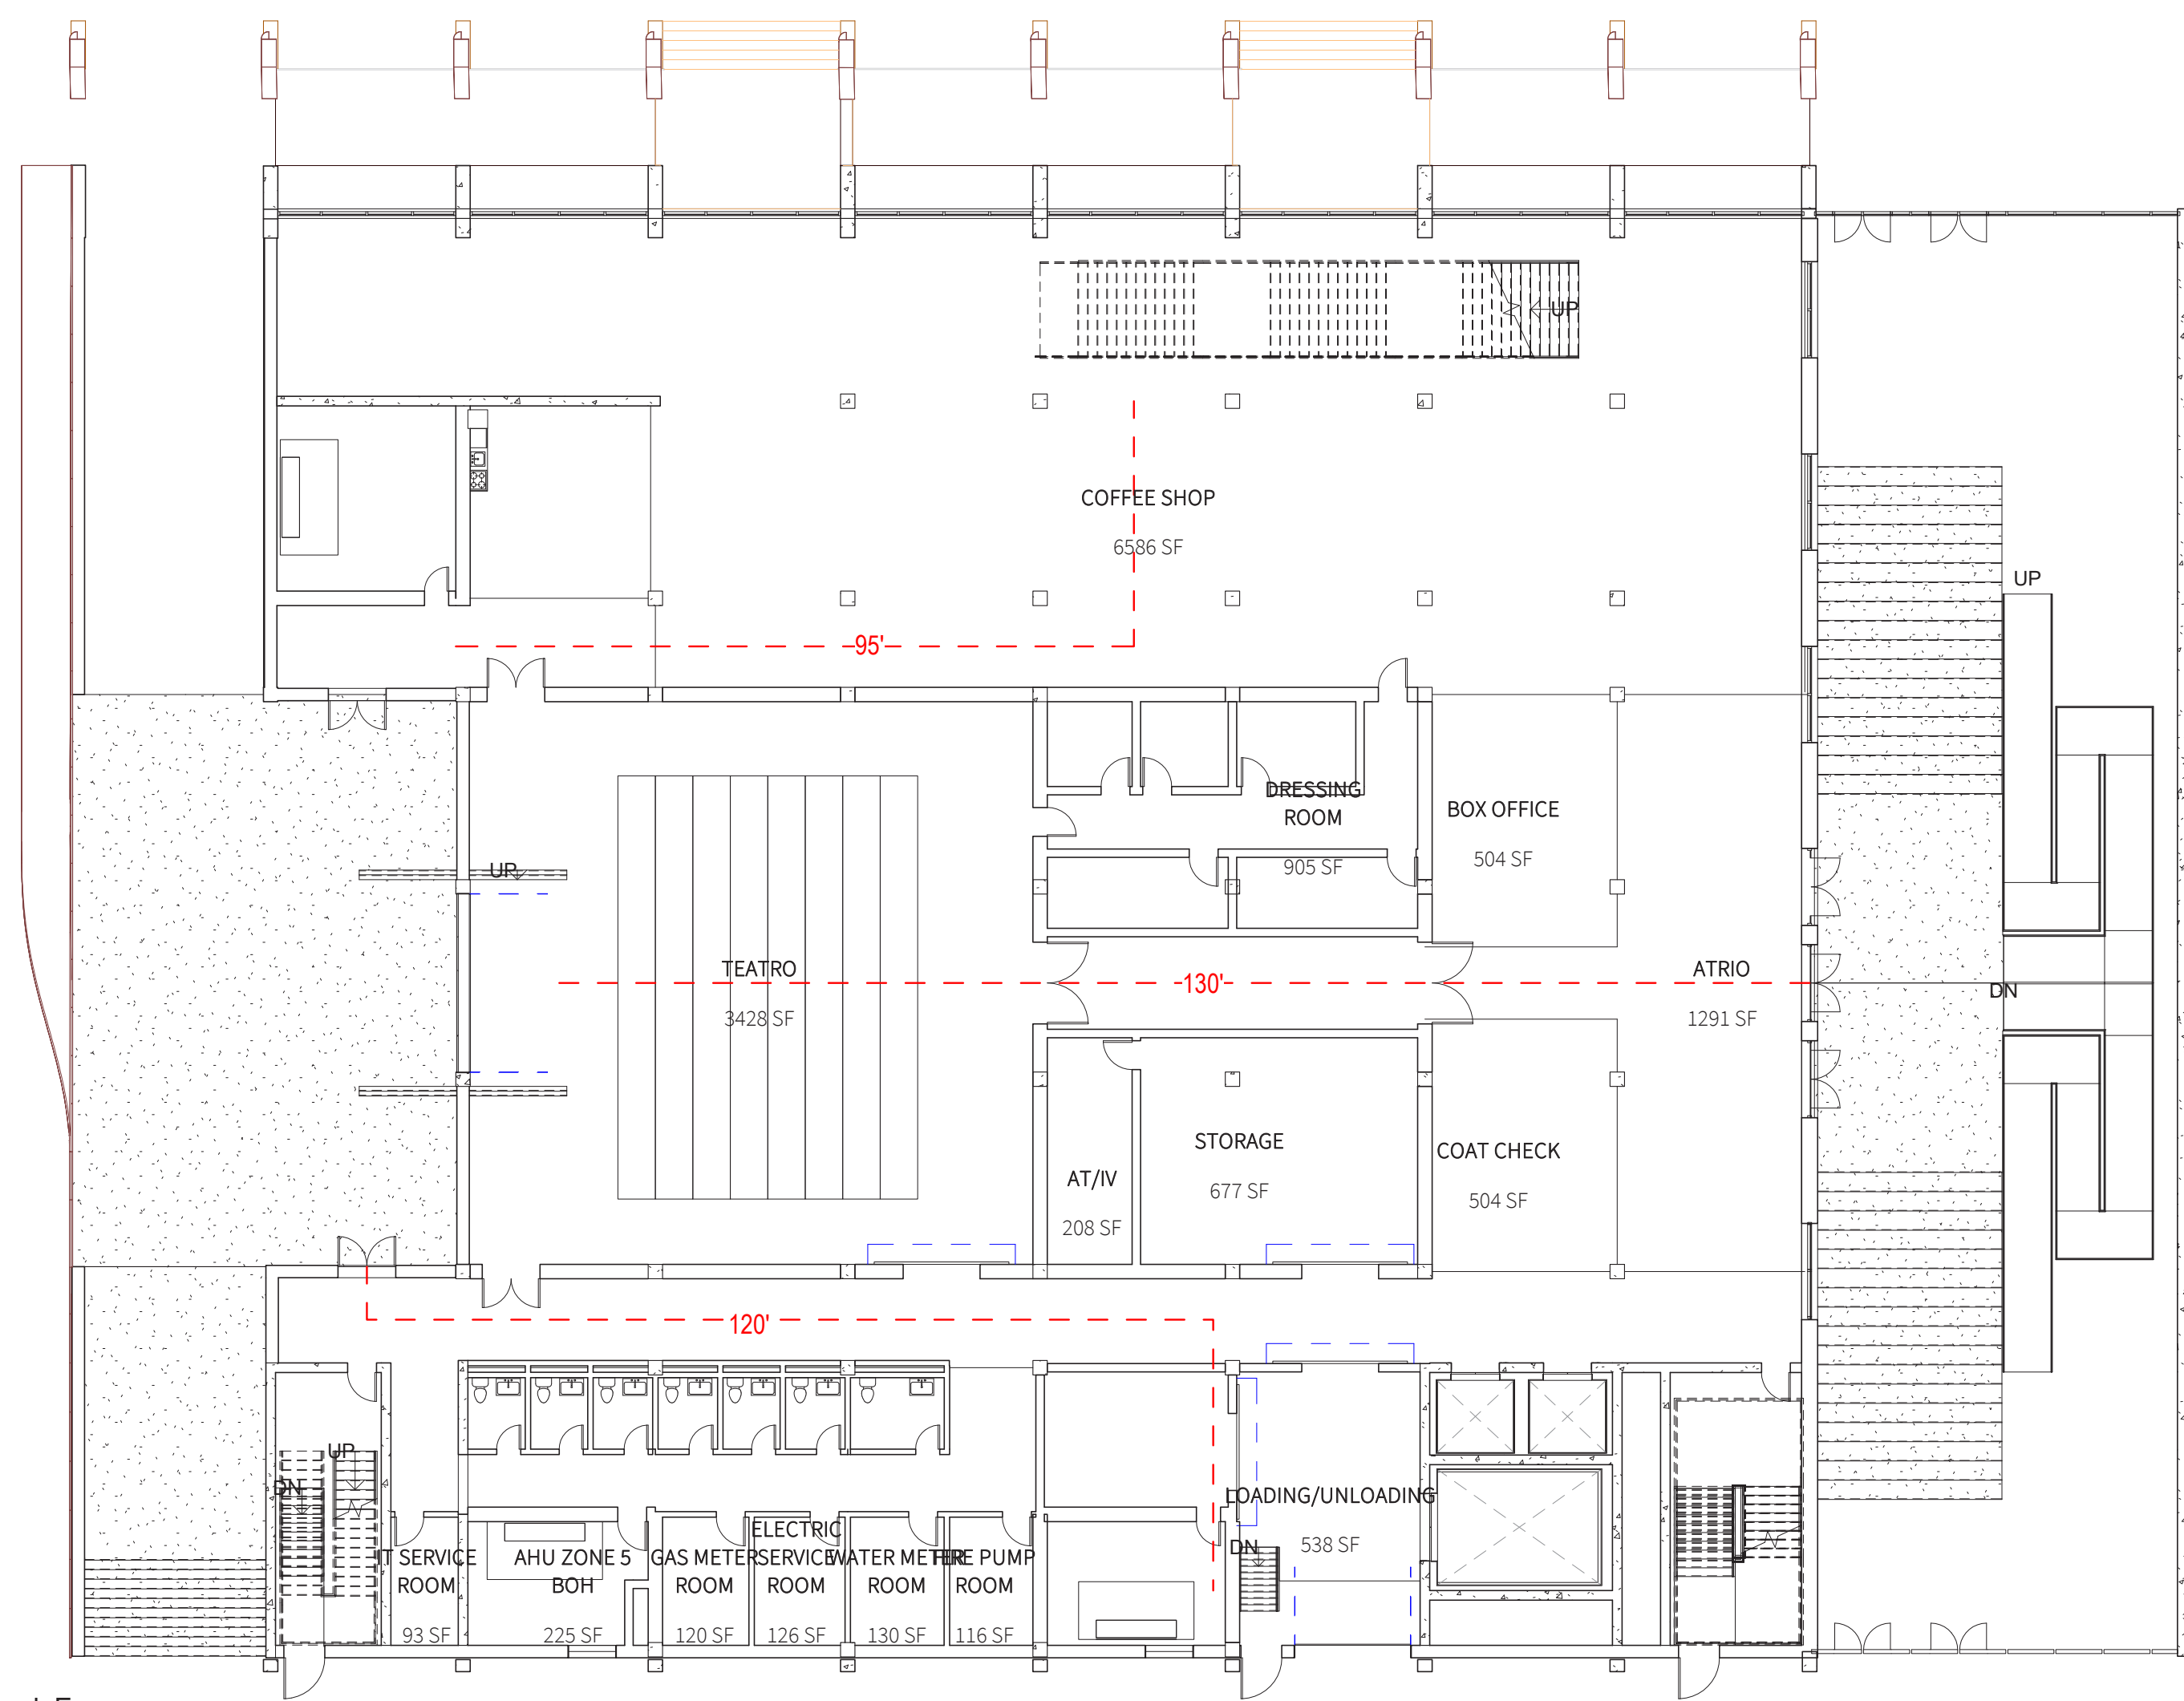 UP
COFFEE SHOP
6586 SF
UP
95'
DRESSING
ROOM
905 SF
BOX OFFICE
504 SF
UP
TEATRO
3428 SF
130'
ATRIO
1291 SF
DN
STORAGE
677 SF
AT/IV
208 SF
COAT CHECK
504 SF
120'
UP
DN
LOADING/UNLOADING
538 SF
DN
IT SERVICE
ROOM
93 SF
AHU ZONE 5
BOH
225 SF
GAS METER
ROOM
120 SF
ELECTRIC
SERVICE
ROOM
126 SF
WATER METER
ROOM
130 SF
FIRE PUMP
ROOM
116 SF